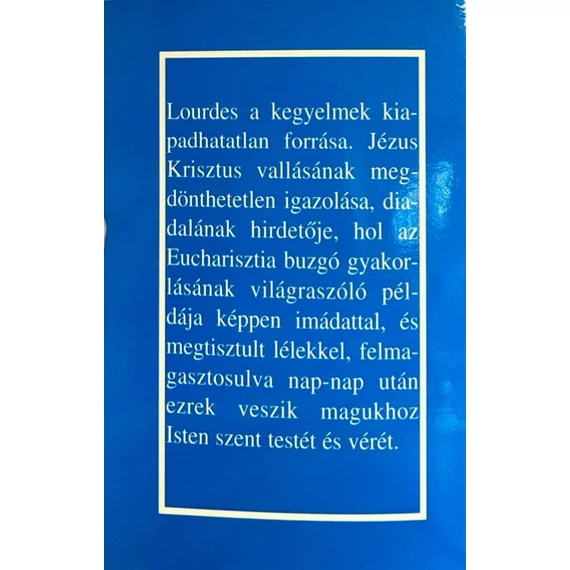 Lourdes a kegyelmek kia-
padhatatlan forrása. Jézus
Krisztus vallásának meg-
dönthetetlen igazolása, dia-
dalának hirdetője, hol az
Eucharisztia buzgó gyakor-
lásának világraszóló pél-
dája képpen imádattal, és
megtisztult lélekkel, felma-
gasztosulva nap-nap után
ezrek veszik magukhoz
Isten szent testét és vérét.